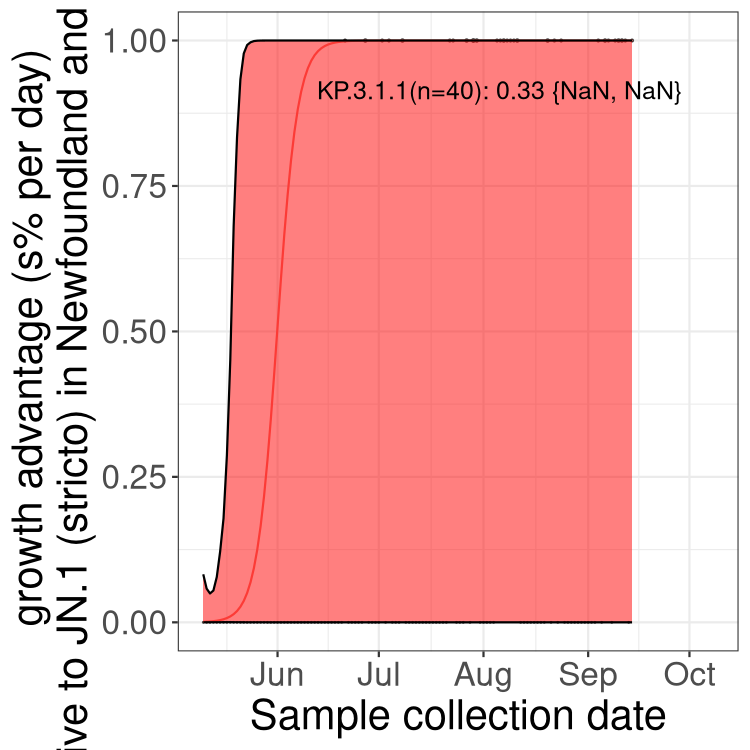 growth advantage (s% per day)
ive to JN.1 (stricto) in Newfoundland and
1.00
0.75
0.50
0.25
0.00
KP.3.1.1(n=40): 0.33 {NaN, NaN}
Jun Jul Aug Sep Oct
Sample collection date